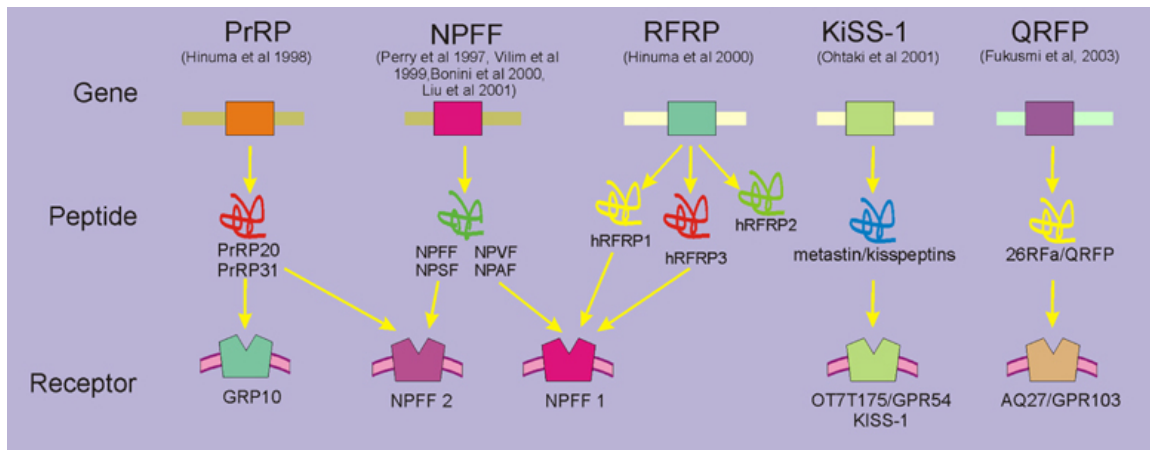 PrRP
(Hinuma et al 1998)
NPFF
(Perry et al 1997, Vilim et al
1999,Bonini et al 2000,
Liu et al 2001)
RFRP
(Hinuma et al 2000)
KiSS-1
(Ohtaki et al 2001)
QRFP
(Fukusmi et al, 2003)
Gene
Peptide
PrRP20
PrRP31
NPFF NPVF
NPSF NPAF
hRFRP1
hRFRP3
hRFRP2
metastin/kisspeptins
26RFa/QRFP
Receptor
GRP10
NPFF 2
NPFF 1
OT7T175/GPR54
KISS-1
AQ27/GPR103